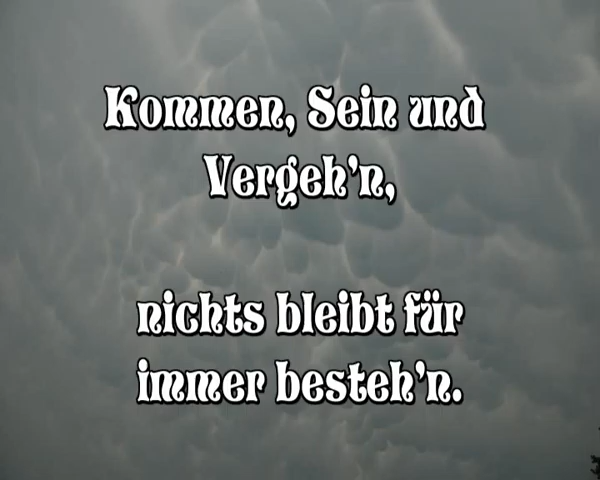 Kommen, Sein und
Vergeh'n,
nichts bleibt für
immer besteh'n.